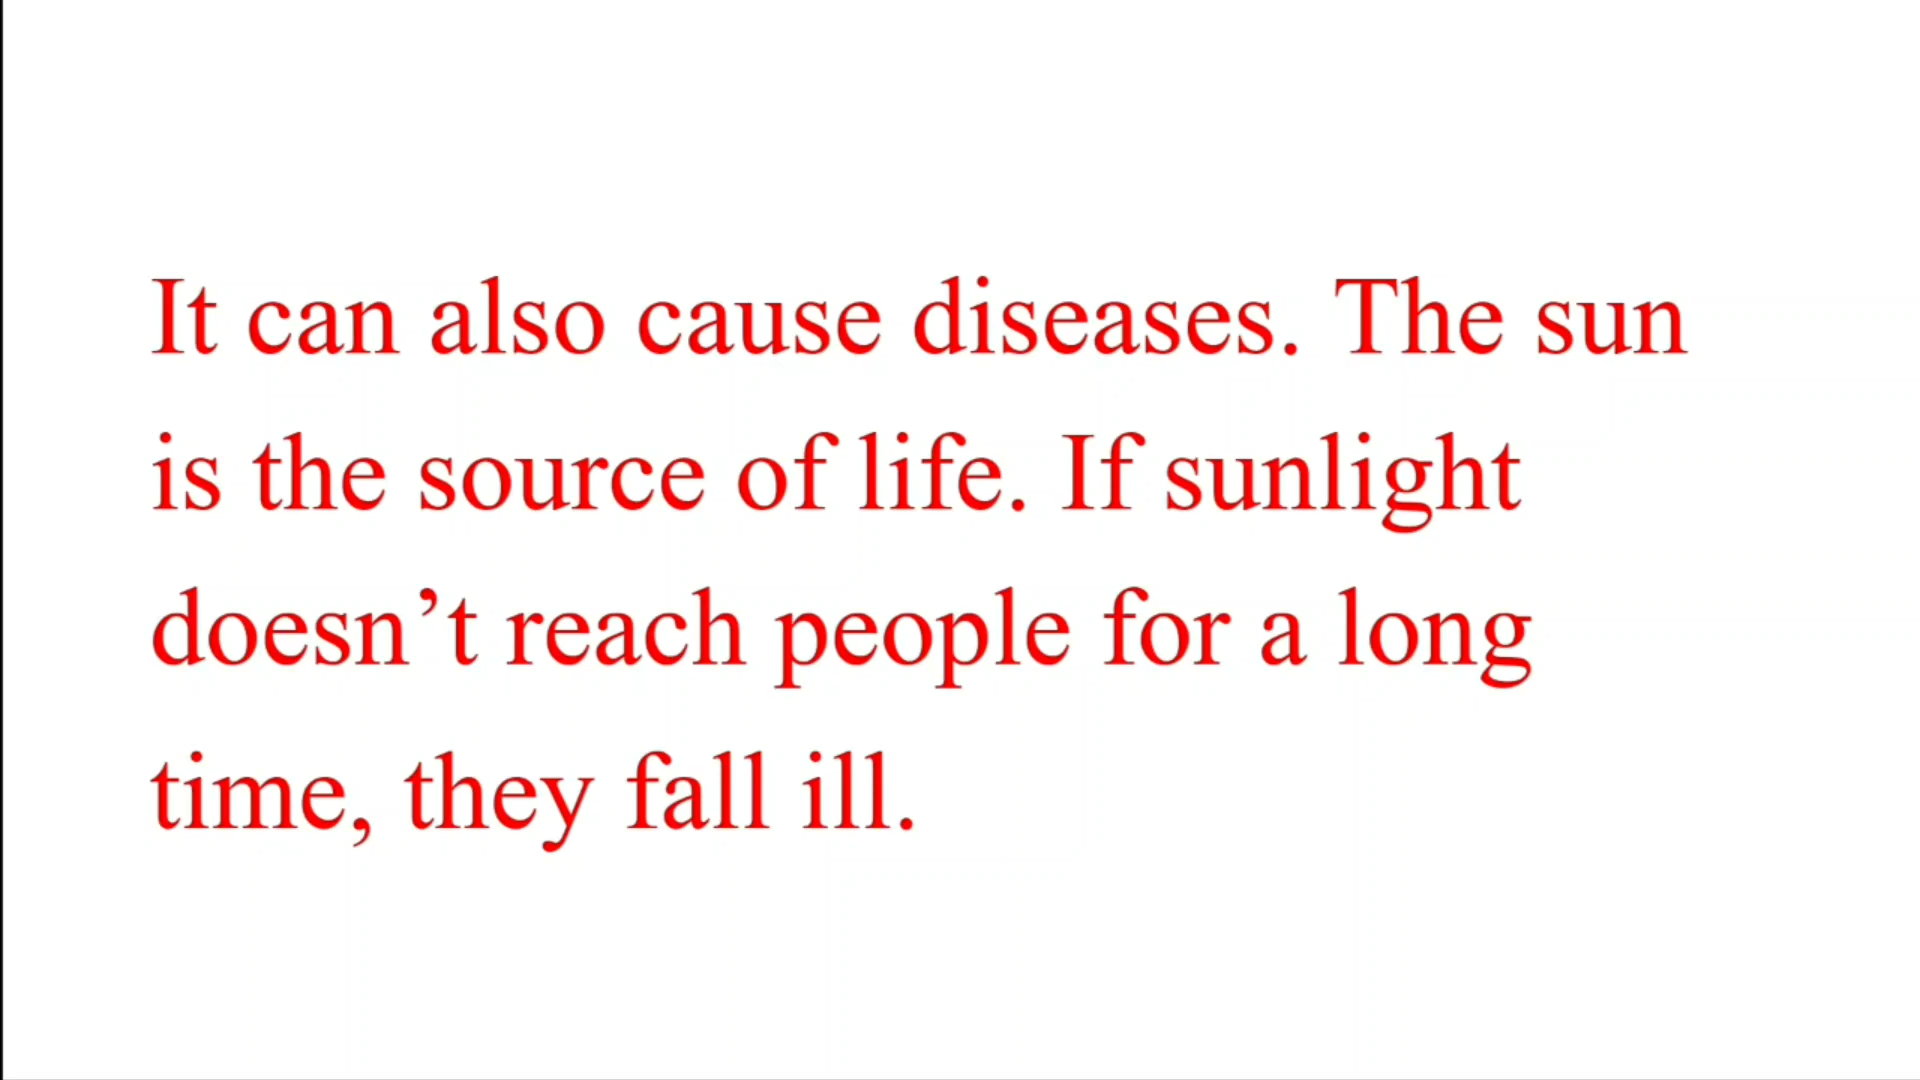 It can also cause diseases. The sun
is the source of life. If sunlight
doesn’t reach people for a long
time, they fall ill.